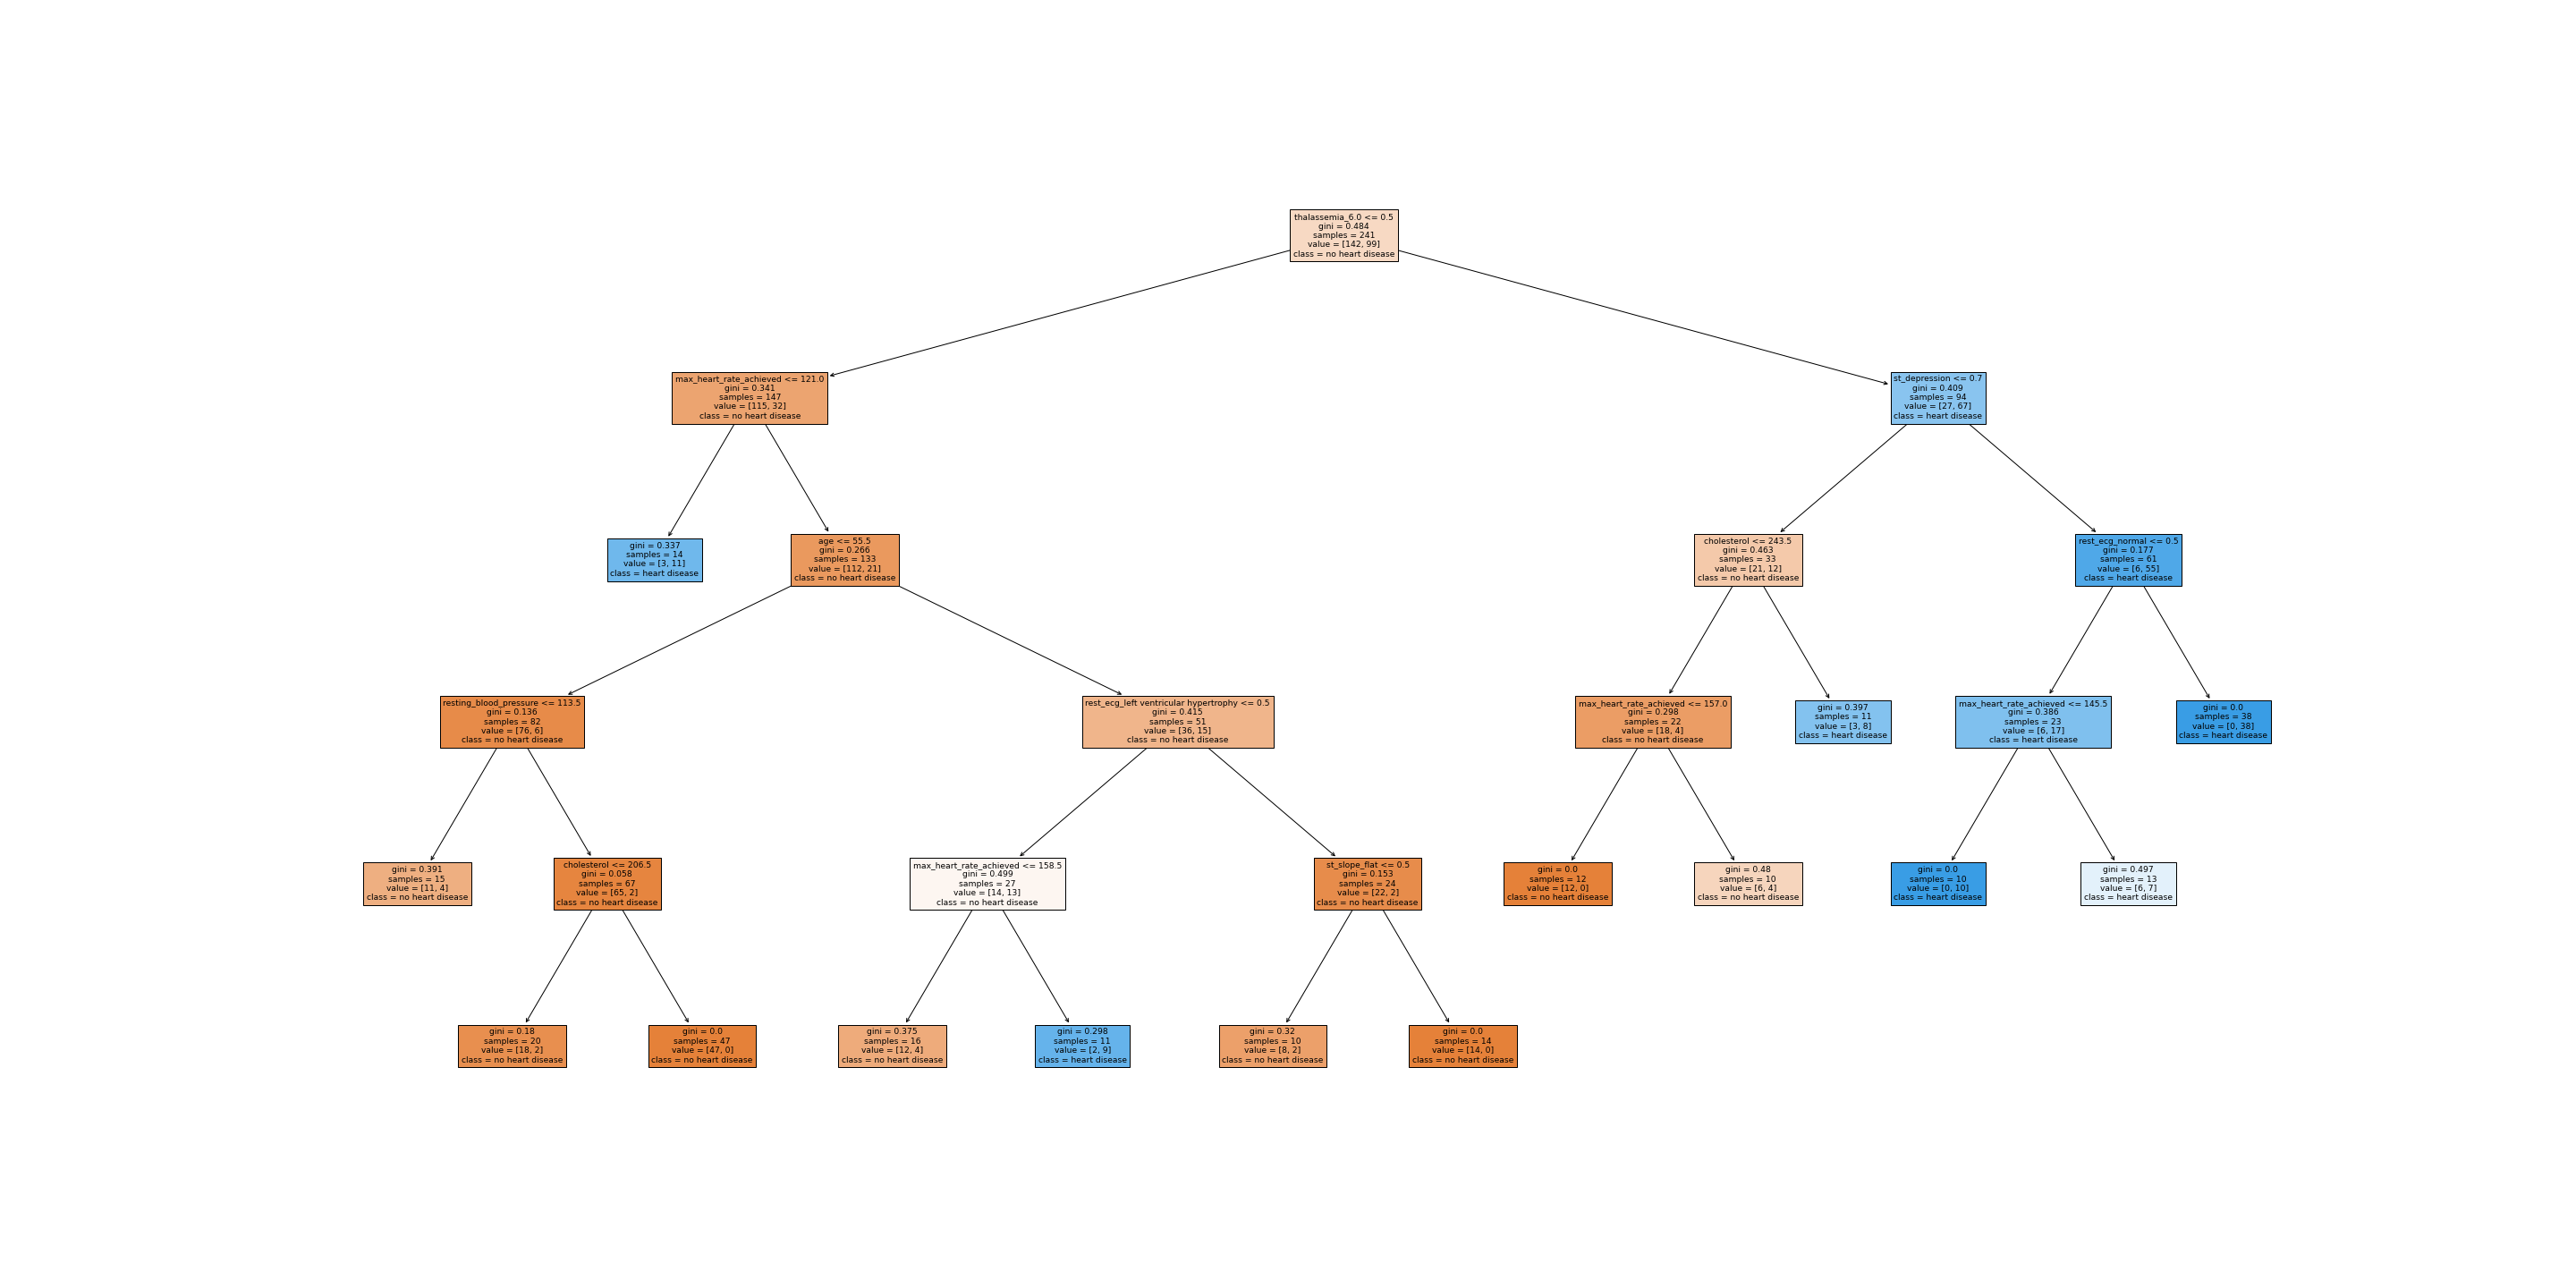 thalassemia_6.0 <= 0.5
gini = 0.484
samples = 241
value = [142, 99]
class = no heart disease
max_heart_rate_achieved <= 121.0
gini = 0.341
samples = 147
value = [115, 32]
class = no heart disease
st_depression <= 0.7
gini = 0.409
samples = 94
value = [27, 67]
class = heart disease
gini = 0.337
samples = 14
value = [3, 11]
class = heart disease
age <= 55.5
gini = 0.266
samples = 133
value = [112, 21]
class = no heart disease
cholesterol <= 243.5
gini = 0.463
samples = 33
value = [21, 12]
class = no heart disease
rest_ecg_normal <= 0.5
gini = 0.177
samples = 61
value = [6, 55]
class = heart disease
resting_blood_pressure <= 113.5
gini = 0.136
samples = 82
value = [76, 6]
class = no heart disease
rest_ecg_left ventricular hypertrophy <= 0.5
gini = 0.415
samples = 51
value = [36, 15]
class = no heart disease
max_heart_rate_achieved <= 157.0
gini = 0.298
samples = 22
value = [18, 4]
class = no heart disease
gini = 0.397
samples = 11
value = [3, 8]
class = heart disease
max_heart_rate_achieved <= 145.5
gini = 0.386
samples = 23
value = [6, 17]
class = heart disease
gini = 0.0
samples = 38
value = [0, 38]
class = heart disease
gini = 0.391
samples = 15
value = [11, 4]
class = no heart disease
cholesterol <= 206.5
gini = 0.058
samples = 67
value = [65, 2]
class = no heart disease
max_heart_rate_achieved <= 158.5
gini = 0.499
samples = 27
value = [14, 13]
class = no heart disease
st_slope_flat <= 0.5
gini = 0.153
samples = 24
value = [22, 2]
class = no heart disease
gini = 0.0
samples = 12
value = [12, 0]
class = no heart disease
gini = 0.48
samples = 10
value = [6, 4]
class = no heart disease
gini = 0.0
samples = 10
value = [0, 10]
class = heart disease
gini = 0.497
samples = 13
value = [6, 7]
class = heart disease
gini = 0.18
samples = 20
value = [18, 2]
class = no heart disease
gini = 0.0
samples = 47
value = [47, 0]
class = no heart disease
gini = 0.375
samples = 16
value = [12, 4]
class = no heart disease
gini = 0.298
samples = 11
value = [2, 9]
class = heart disease
gini = 0.32
samples = 10
value = [8, 2]
class = no heart disease
gini = 0.0
samples = 14
value = [14, 0]
class = no heart disease